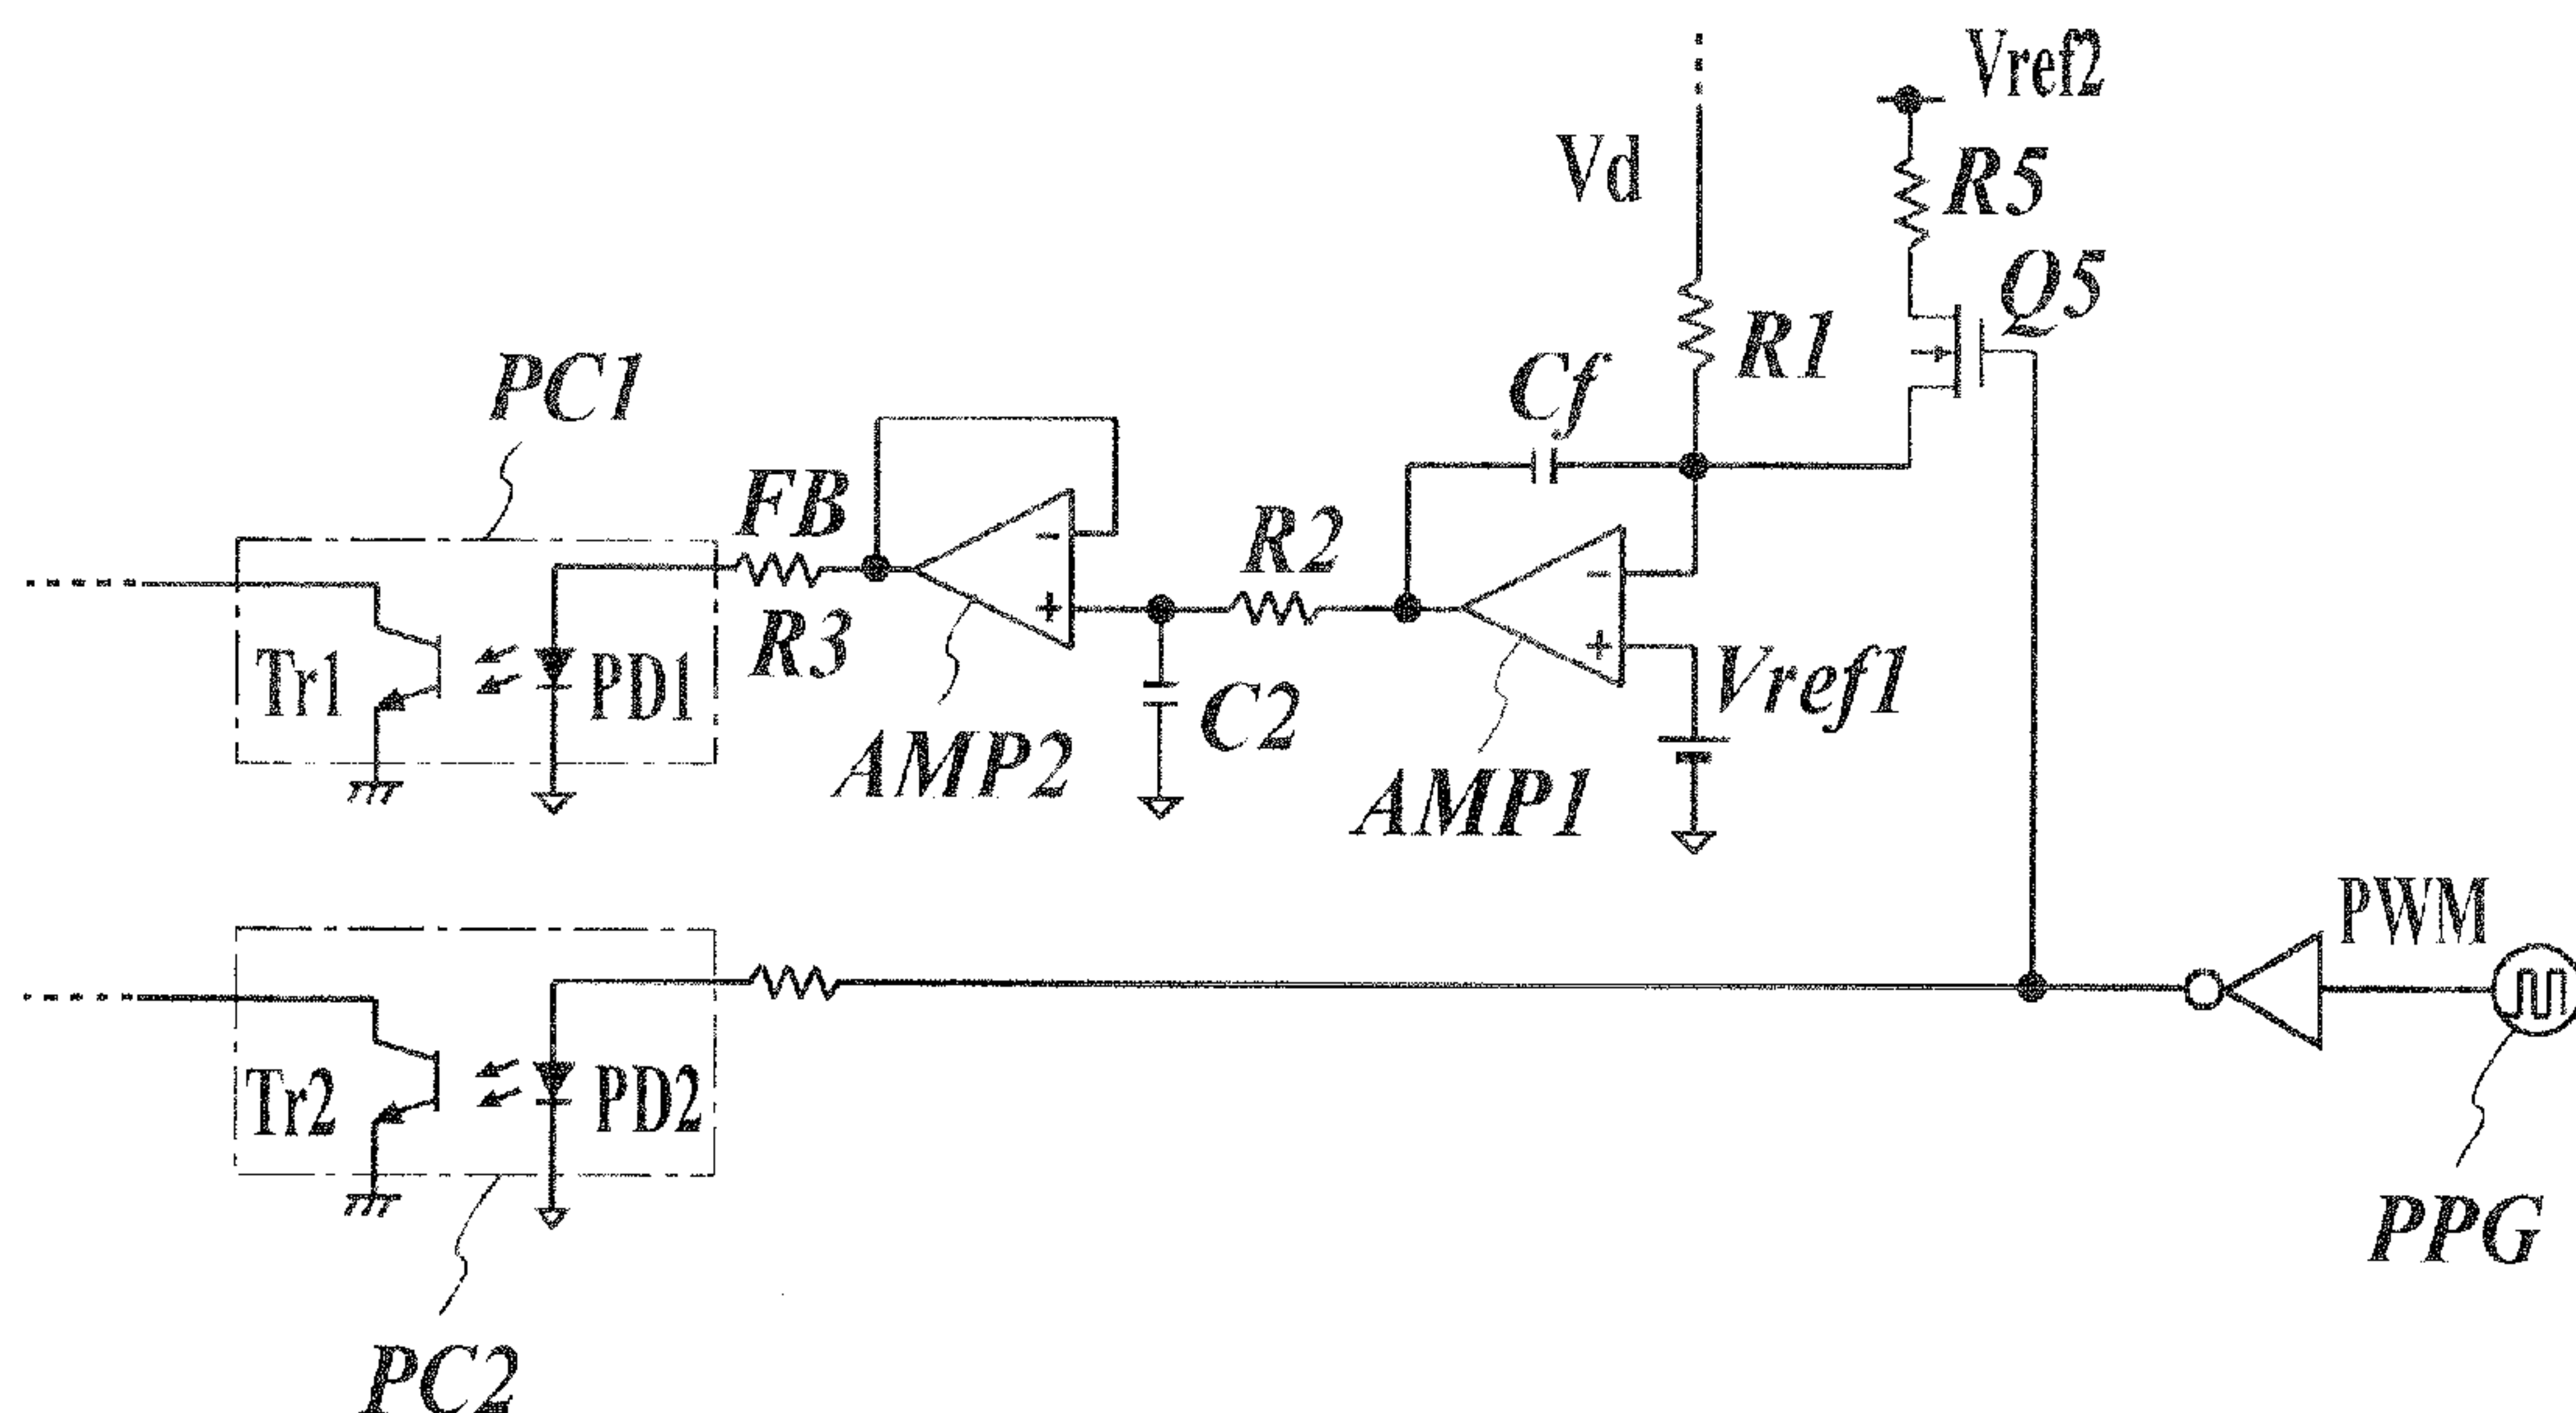 Vref2
Vd
R5
Q5
R1
PC1
Cf
FB
R2
-
-
+
+
R3
Tr1
PD1
Vref1
C2
AMP2
AMP1
PWM
Tr2
PD2
PPG
PC2